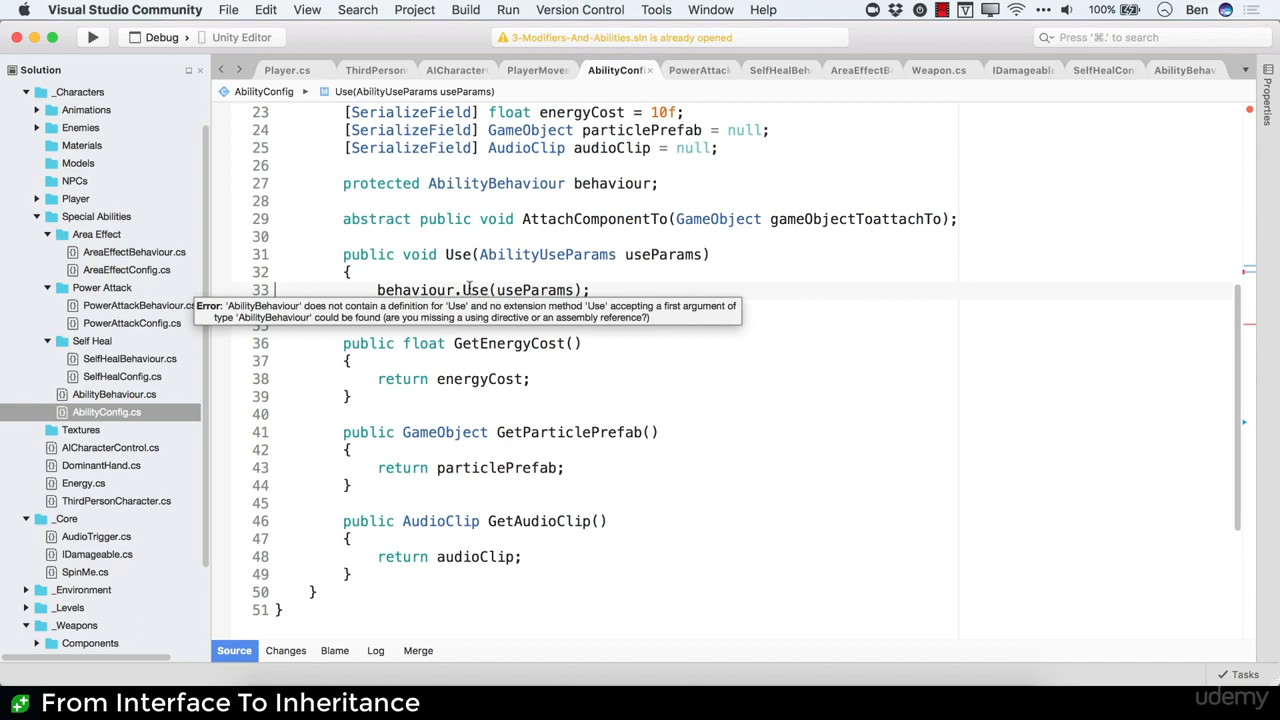 Visual Studio Community File Edit View Search Project Build Run Version Control Tools Window Help 100% Ben
Debug Unity Editor 3-Modifiers-And-Abilities.sln is already opened Press '⌘.' to search
Solution
Player.cs ThirdPerson AICharacter PlayerMoven AbilityConfi PowerAttack SelfHealBeh AreaEffectB Weapon.cs IDamageable SelfHealCon AbilityBehav
AbilityConfig Use(AbilityUseParams useParams)
Properties
_Characters
Animations
Enemies
Materials
Models
NPCs
Player
Special Abilities
Area Effect
AreaEffectBehaviour.cs
AreaEffectConfig.cs
Power Attack
PowerAttackBehaviour.cs
PowerAttackConfig.cs
Self Heal
SelfHealBehaviour.cs
SelfHealConfig.cs
AbilityBehaviour.cs
AbilityConfig.cs
Textures
AICharacterControl.cs
DominantHand.cs
Energy.cs
ThirdPersonCharacter.cs
_Core
AudioTrigger.cs
IDamageable.cs
SpinMe.cs
_Environment
_Levels
_Weapons
Components
23 [SerializeField] float energyCost = 10f;
24 [SerializeField] GameObject particlePrefab = null;
25 [SerializeField] AudioClip audioClip = null;
26
27 protected AbilityBehaviour behaviour;
28
29 abstract public void AttachComponentTo(GameObject gameObjectToattachTo);
30
31 public void Use(AbilityUseParams useParams)
32 {
33 behaviour.Use(useParams);
Error: 'AbilityBehaviour' does not contain a definition for 'Use' and no extension method 'Use' accepting a first argument of
type 'AbilityBehaviour' could be found (are you missing a using directive or an assembly reference?)
36 public float GetEnergyCost()
37 {
38 return energyCost;
39 }
40
41 public GameObject GetParticlePrefab()
42 {
43 return particlePrefab;
44 }
45
46 public AudioClip GetAudioClip()
47 {
48 return audioClip;
49 }
50 }
51 }
Source Changes Blame Log Merge
Tasks
From Interface To Inheritance
udemy